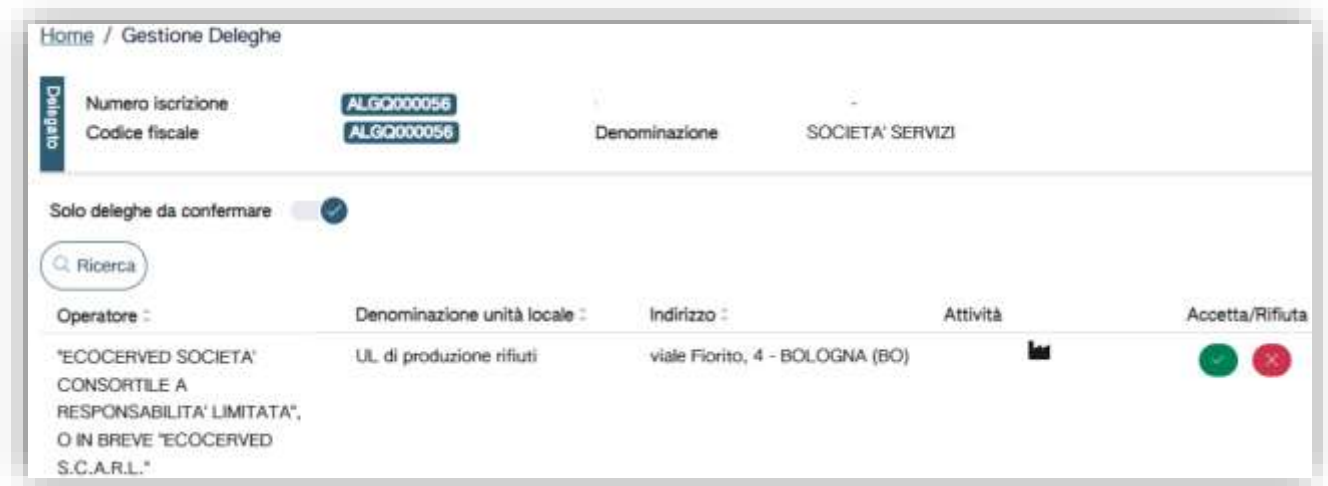 Home / Gestione Deleghe
Delegato
Numero iscrizione ALGQ000056
Codice fiscale ALGQ000056 Denominazione SOCIETA' SERVIZI
Solo deleghe da confermare
Ricerca
Operatore Denominazione unità locale Indirizzo Attività Accetta/Rifiuta
"ECOCERVED SOCIETA' UL di produzione rifiuti viale Fiorito, 4 - BOLOGNA (BO)
CONSORTILE A
RESPONSABILITA' LIMITATA",
O IN BREVE "ECOCERVED
S.C.A.R.L."